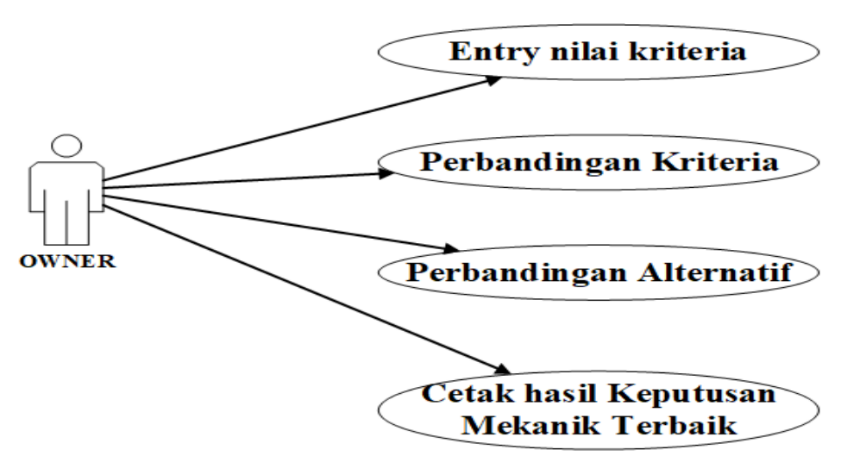 Entry nilai kriteria
Perbandingan Kriteria
OWNER
Perbandingan Alternatif
Cetak hasil Keputusan
Mekanik Terbaik